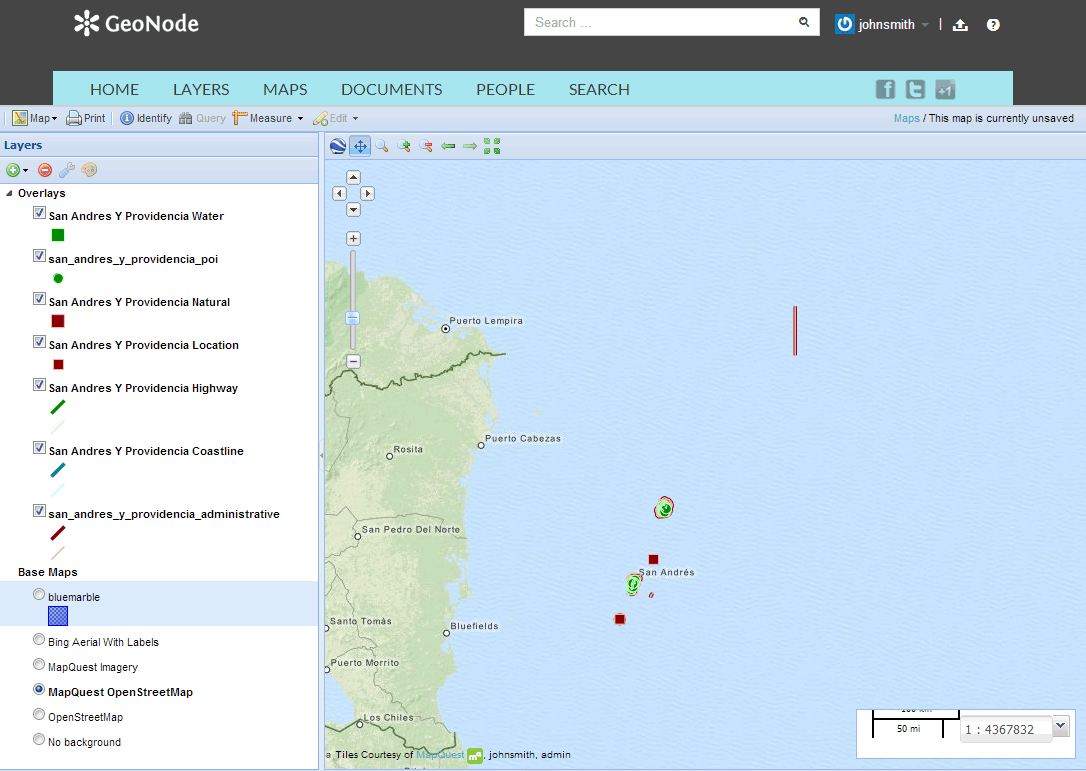 GeoNode
Search ...
johnsmith
HOME LAYERS MAPS DOCUMENTS PEOPLE SEARCH
f t +1
Map Print Identify Query Measure Edit
Maps / This map is currently unsaved
Layers
Overlays
San Andres Y Providencia Water
san_andres_y_providencia_poi
San Andres Y Providencia Natural
San Andres Y Providencia Location
San Andres Y Providencia Highway
San Andres Y Providencia Coastline
san_andres_y_providencia_administrative
Base Maps
bluemarble
Bing Aerial With Labels
MapQuest Imagery
MapQuest OpenStreetMap
OpenStreetMap
No background
Puerto Lempira
Puerto Cabezas
Rosita
San Pedro Del Norte
San Andrés
Santo Tomás
Bluefields
Puerto Morrito
Los Chiles
50 mi
1 : 4367832
a Tiles Courtesy of MapQuest m, johnsmith, admin